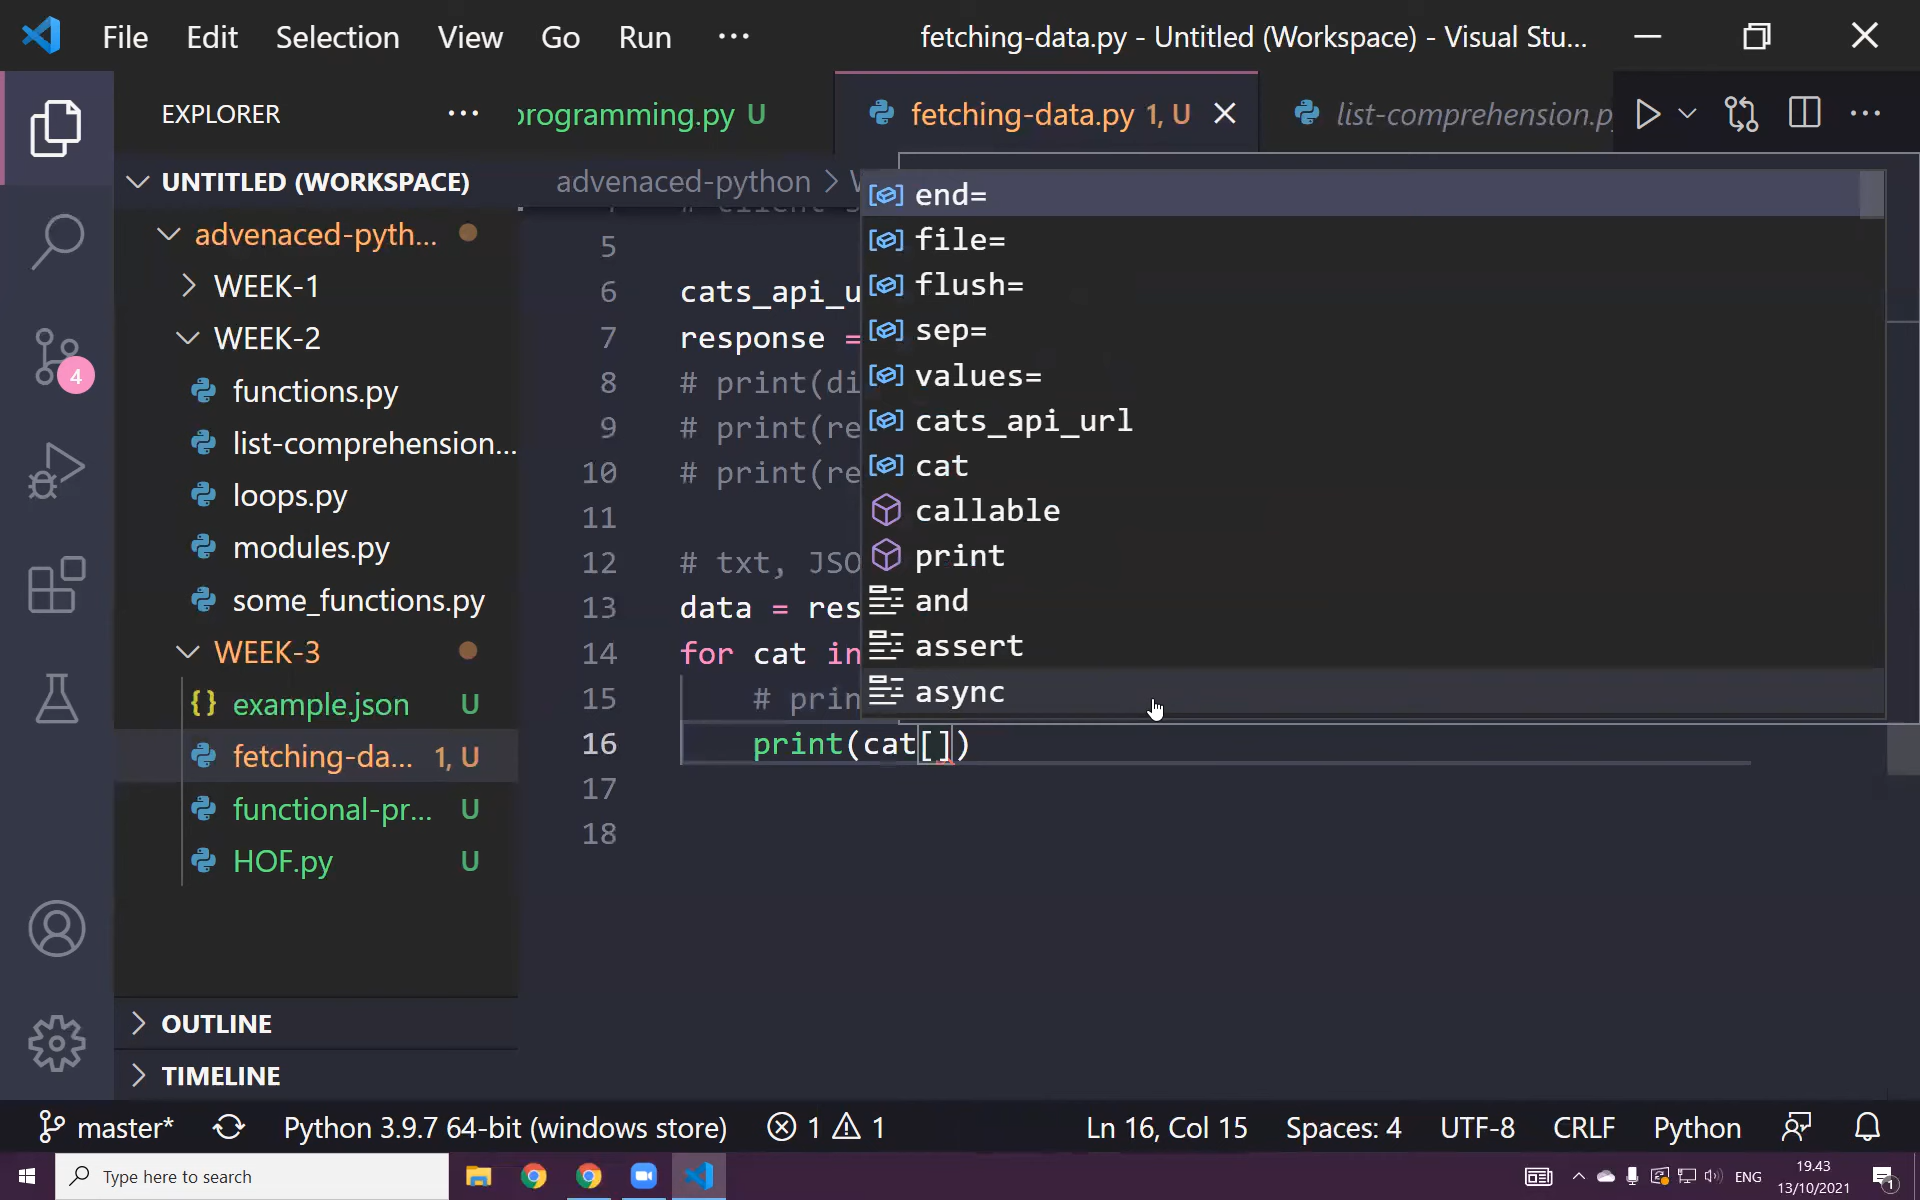 File Edit Selection View Go Run ···
fetching-data.py - Untitled (Workspace) - Visual Stu...
EXPLORER ···
programming.py U
fetching-data.py 1, U
list-comprehension.p
UNTITLED (WORKSPACE)
advenaced-pyth...
WEEK-1
WEEK-2
functions.py
list-comprehension...
loops.py
modules.py
some_functions.py
WEEK-3
example.json U
fetching-da... 1, U
functional-pr... U
HOF.py U
OUTLINE
TIMELINE
advenaced-python >
# client s
5
6 cats_api_u
7 response =
8 # print(di
9 # print(re
10 # print(re
11
12 # txt, JSO
13 data = res
14 for cat in
15 # prin
16 print(cat[])
17
18
end=
file=
flush=
sep=
values=
cats_api_url
cat
callable
print
and
assert
async
4
master* Python 3.9.7 64-bit (windows store) 1 1 Ln 16, Col 15 Spaces: 4 UTF-8 CRLF Python
Type here to search
ENG
19.43
13/10/2021
1